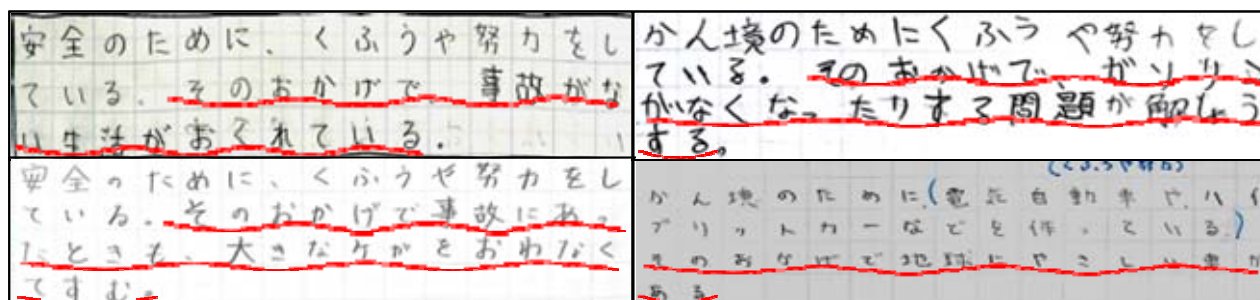 安全のために、くふうや努力をし
ている。そのおかげで、事故がな
い生活がおくれている。
かん境のためにくふうや努力をし
ている。そのおかげで、ガソリン
がなくなったりする問題が解しょう
する。
安全のために、くふうや努力をし
ている。そのおかげで事故にあっ
たときも、大きなケガをおわなく
てすむ。
(くふうや努力)
かん境のために(電気自動車や、ハイ
ブリットカーなどを作っている。)
そのおかげで地球にやさしい車が
ある